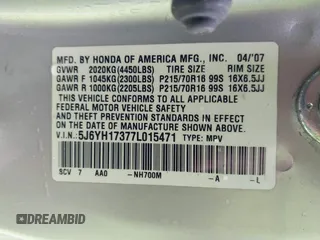 MFD. BY HONDA OF AMERICA MFG., INC. 04/'07
GVWR 2020KG(4450LBS) TIRE SIZE RIM SIZE
GAWR F 1045KG(2300LBS) P215/70R16 99S 16X6.5JJ
GAWR R 1000KG(2205LBS) P215/70R16 99S 16X6.5JJ
THIS VEHICLE CONFORMS TO ALL APPLICABLE FEDERAL
MOTOR VEHICLE SAFETY STANDARDS IN EFFECT ON THE
DATE OF MANUFACTURE SHOWN ABOVE.
V.I.N.: 5J6YH17377L015471 TYPE: MPV
SCV 7 AA0 -NH700M -A -L
DREAMBID
DREAMBID.COM